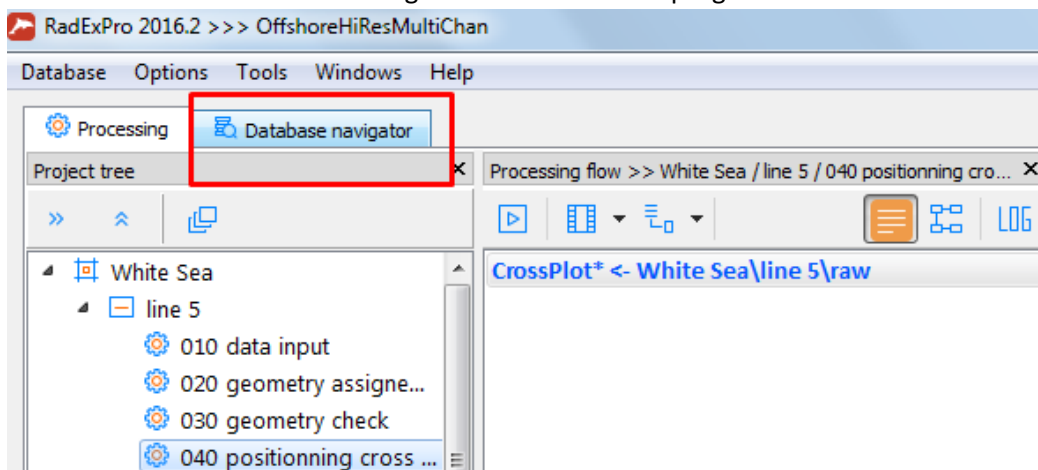 RadExPro 2016.2 >>> OffshoreHiResMultiChan
Database Options Tools Windows Help
Processing Database navigator
Project tree
Processing flow >> White Sea / line 5 / 040 positionning cro...
LOG
White Sea
CrossPlot* <- White Sea\line 5\raw
line 5
010 data input
020 geometry assigne...
030 geometry check
040 positionning cross ...